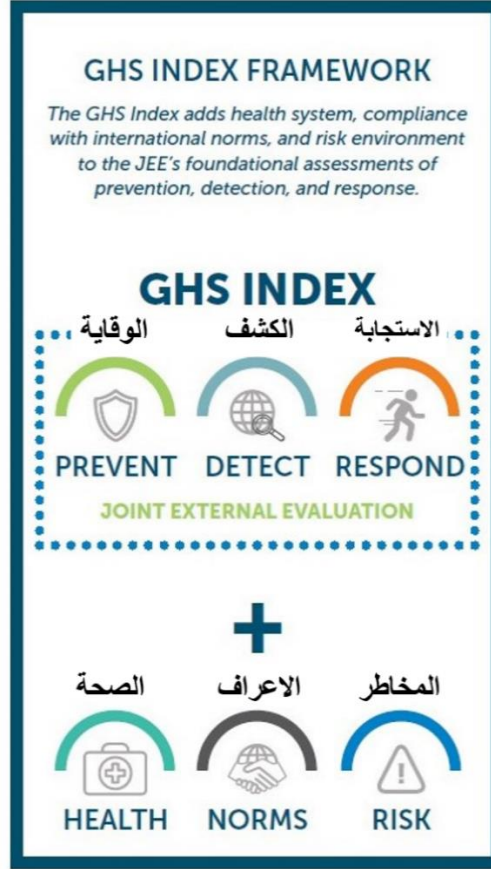 GHS INDEX FRAMEWORK
The GHS Index adds health system, compliance
with international norms, and risk environment
to the JEE's foundational assessments of
prevention, detection, and response.
GHS INDEX
الوقاية الكشف الاستجابة
PREVENT DETECT RESPOND
JOINT EXTERNAL EVALUATION
+
الصحة الاعراف المخاطر
HEALTH NORMS RISK